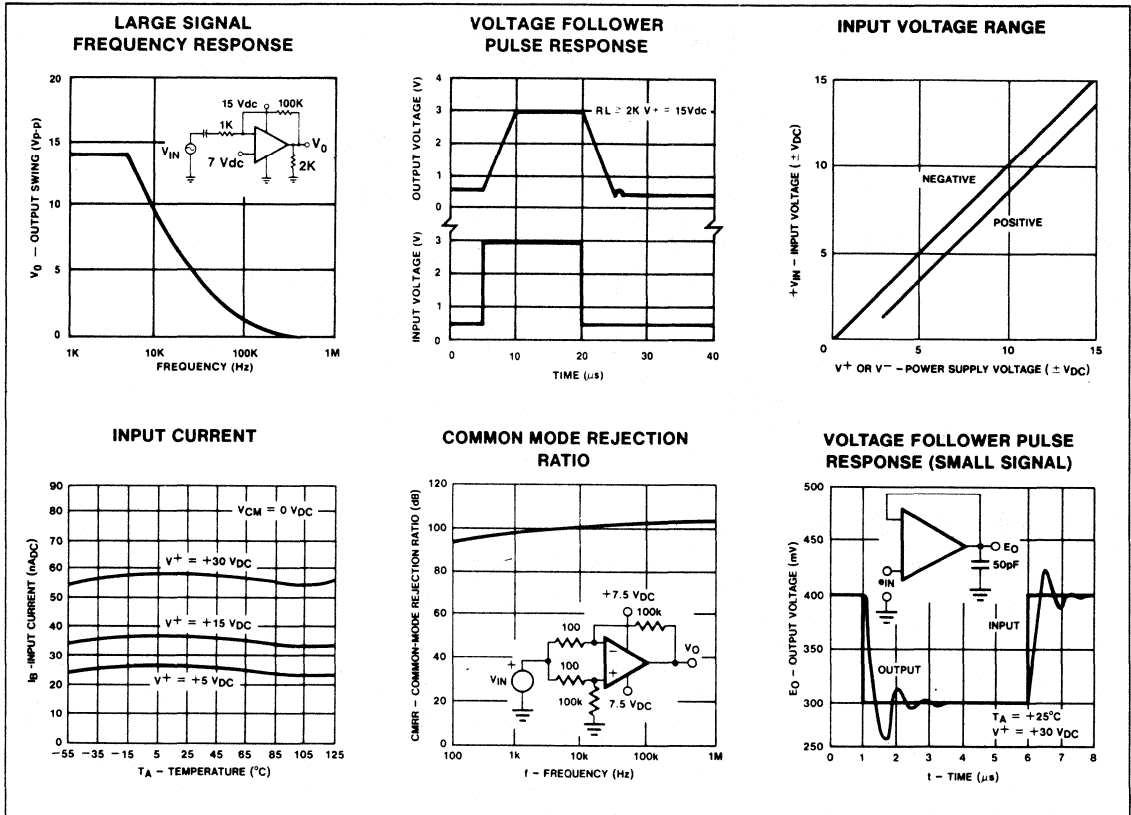 LARGE SIGNAL
FREQUENCY RESPONSE
20
15
10
5
0
1K
10K
100K
1M
V0 — OUTPUT SWING (Vp-p)
FREQUENCY (Hz)
15 Vdc
100K
1K
VIN
7 Vdc
V0
2K
VOLTAGE FOLLOWER
PULSE RESPONSE
4
3
2
1
0
3
2
1
0
OUTPUT VOLTAGE (V)
INPUT VOLTAGE (V)
RL ≥ 2K V+ = 15Vdc
0
10
20
30
40
TIME (μs)
INPUT VOLTAGE RANGE
15
10
5
0
5
10
15
+VIN – INPUT VOLTAGE (± VDC)
NEGATIVE
POSITIVE
V+ OR V− – POWER SUPPLY VOLTAGE (± VDC)
INPUT CURRENT
90
80
70
60
50
40
30
20
10
0
IB -INPUT CURRENT (nADC)
VCM = 0 VDC
V+ = +30 VDC
V+ = +15 VDC
V+ = +5 VDC
−55
−35
−15
5
25
45
65
85
105
125
TA – TEMPERATURE (°C)
COMMON MODE REJECTION
RATIO
120
100
80
60
40
20
0
CMRR – COMMON-MODE REJECTION RATIO (dB)
+7.5 VDC
100k
100
100
100k
−
+
+
VIN
VO
7.5 VDC
100
1k
10k
100k
1M
f – FREQUENCY (Hz)
VOLTAGE FOLLOWER PULSE
RESPONSE (SMALL SIGNAL)
500
450
400
350
300
250
EO – OUTPUT VOLTAGE (mV)
EO
50pF
eIN
INPUT
OUTPUT
TA = +25°C
V+ = +30 VDC
0
1
2
3
4
5
6
7
8
t – TIME (μs)